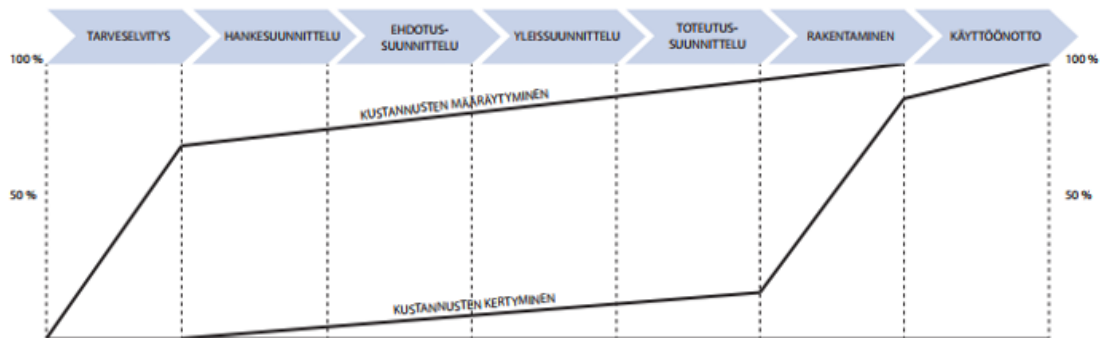 TARVESELVITYS
HANKESUUNNITTELU
EHDOTUS-
SUUNNITTELU
YLEISSUUNNITTELU
TOTEUTUS-
SUUNNITTELU
RAKENTAMINEN
KÄYTTÖÖNOTTO
100 %
100 %
KUSTANNUSTEN MÄÄRÄYTYMINEN
50 %
50 %
KUSTANNUSTEN KERTYMINEN